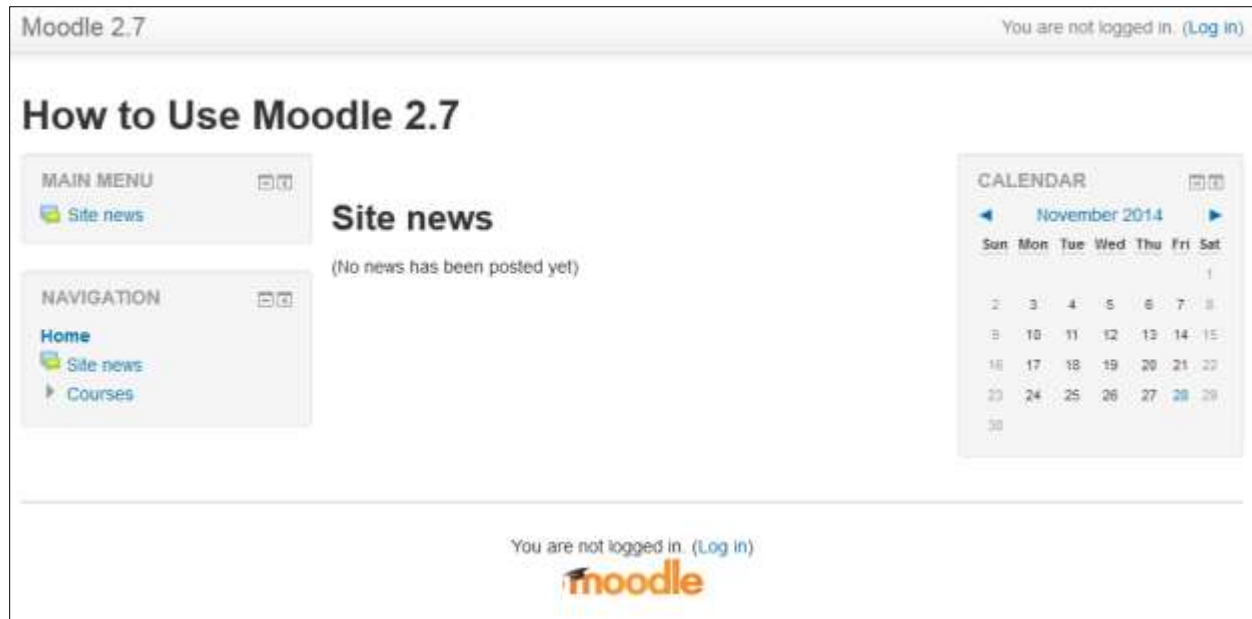 Moodle 2.7
You are not logged in. (Log in)
How to Use Moodle 2.7
MAIN MENU
Site news
NAVIGATION
Home
Site news
Courses
Site news
(No news has been posted yet)
CALENDAR
November 2014
Sun Mon Tue Wed Thu Fri Sat
1
2 3 4 5 6 7 8
9 10 11 12 13 14 15
16 17 18 19 20 21 22
23 24 25 26 27 28 29
30
You are not logged in. (Log in)
moodle